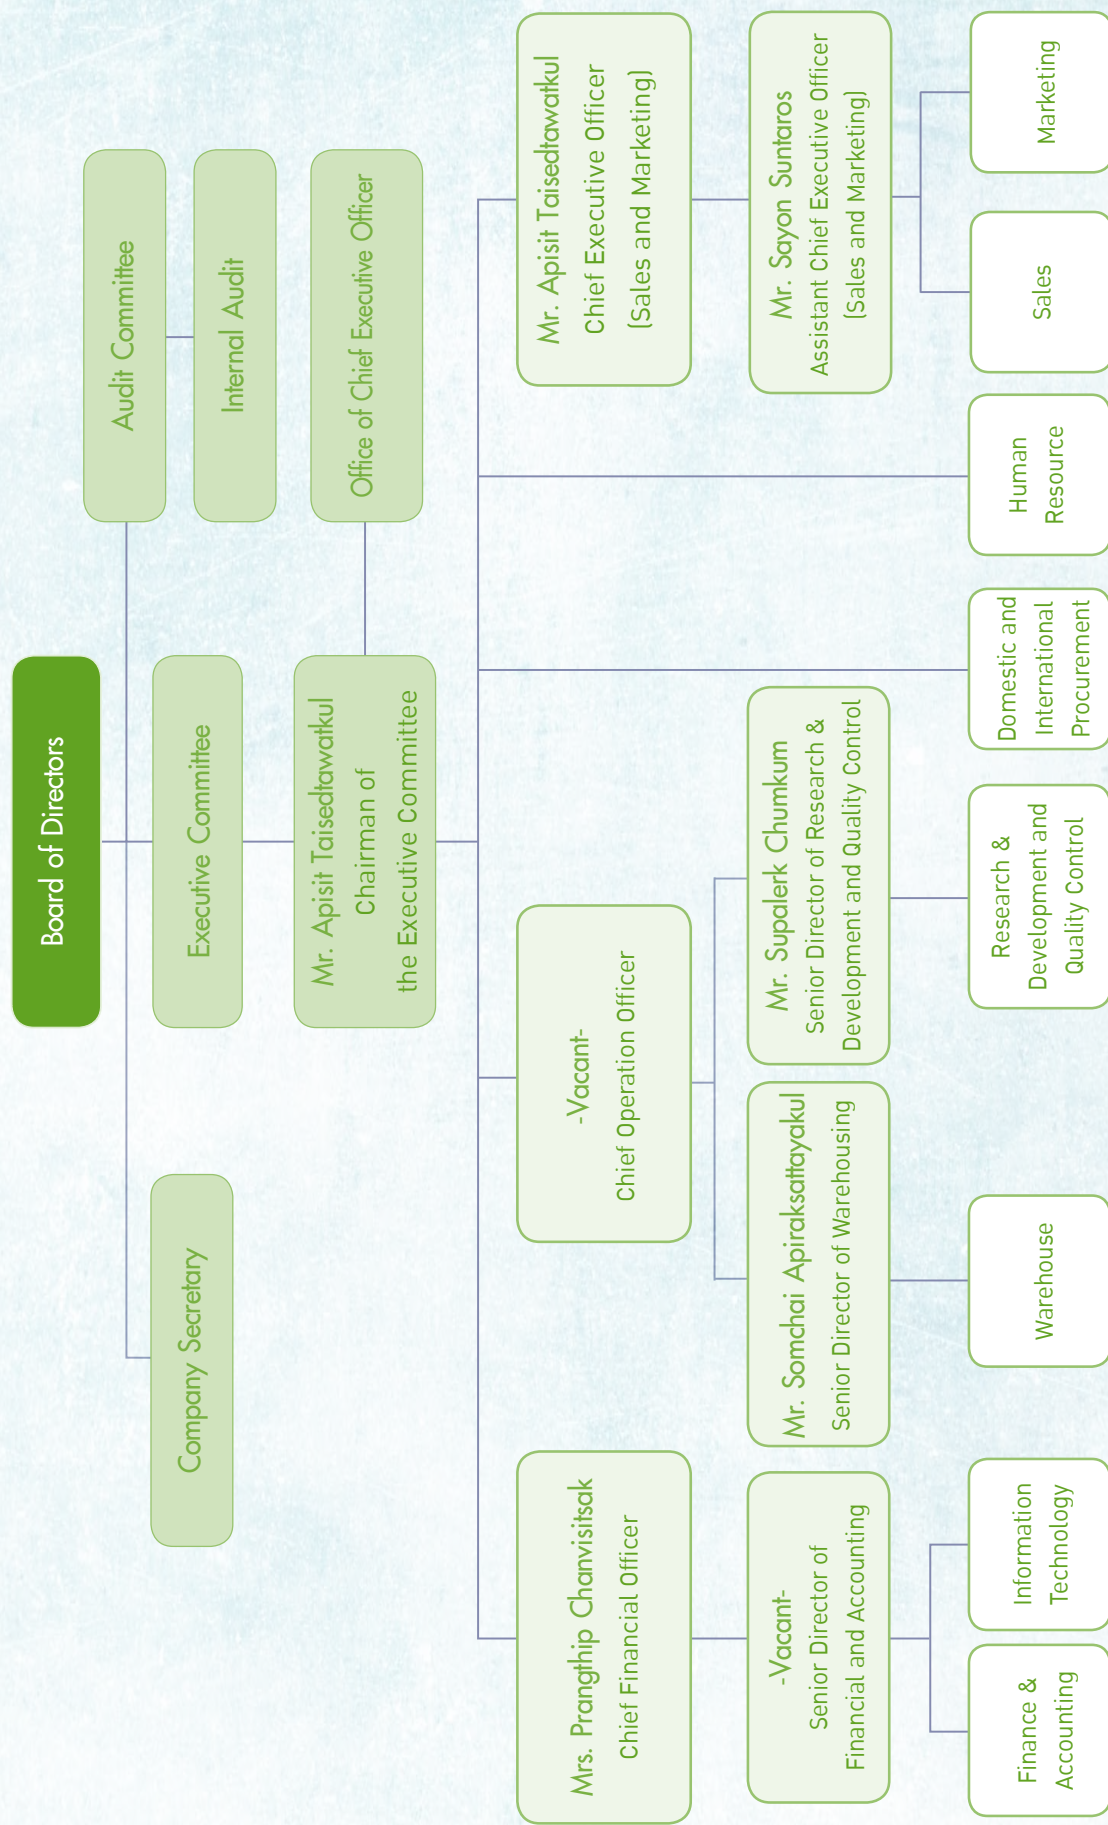 Board of Directors
Company Secretary
Executive Committee
Audit Committee
Internal Audit
Mr. Apisit Taisedtawatkul
Chairman of
the Executive Committee
Office of Chief Executive Officer
Mrs. Prangthip Chanvisitsak
Chief Financial Officer
-Vacant-
Chief Operation Officer
Mr. Apisit Taisedtawatkul
Chief Executive Officer
(Sales and Marketing)
-Vacant-
Senior Director of
Financial and Accounting
Mr. Somchai Apiraksattayakul
Senior Director of Warehousing
Mr. Supalerk Chumkum
Senior Director of Research &
Development and Quality Control
Mr. Sayon Suntaros
Assistant Chief Executive Officer
(Sales and Marketing)
Finance &
Accounting
Information
Technology
Warehouse
Research &
Development and
Quality Control
Domestic and
International
Procurement
Human
Resource
Sales
Marketing